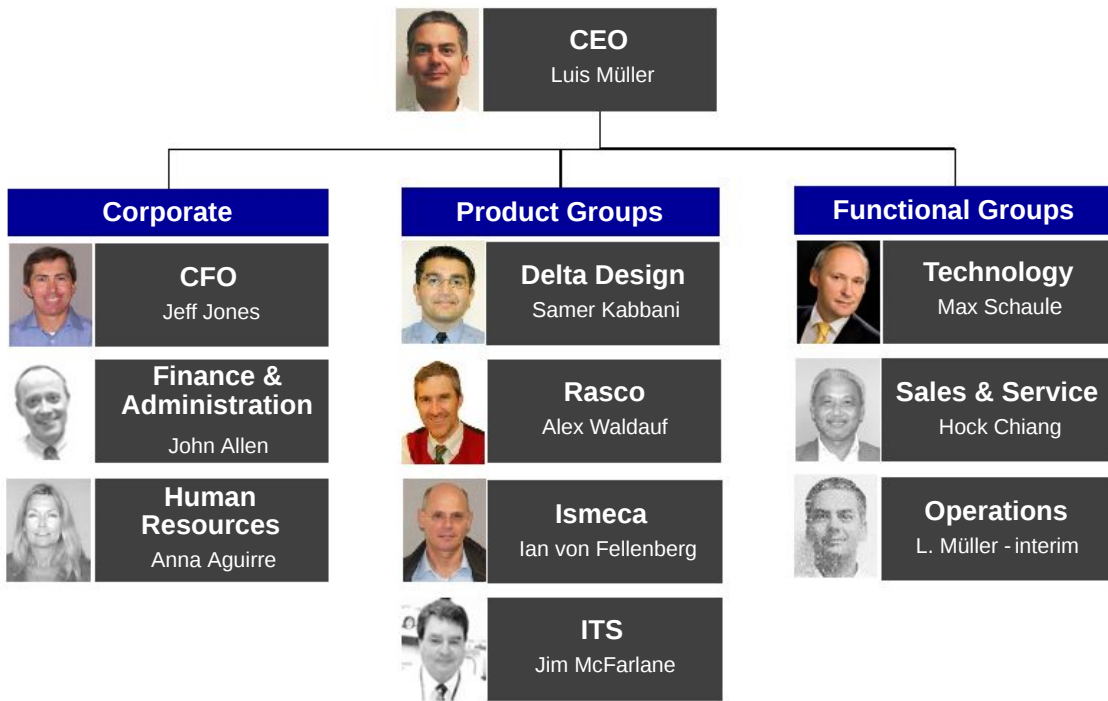 CEO
Luis Müller
Corporate
Product Groups
Functional Groups
CFO
Jeff Jones
Finance &
Administration
John Allen
Human
Resources
Anna Aguirre
Delta Design
Samer Kabbani
Rasco
Alex Waldauf
Ismeca
Ian von Fellenberg
ITS
Jim McFarlane
Technology
Max Schaule
Sales & Service
Hock Chiang
Operations
L. Müller - interim